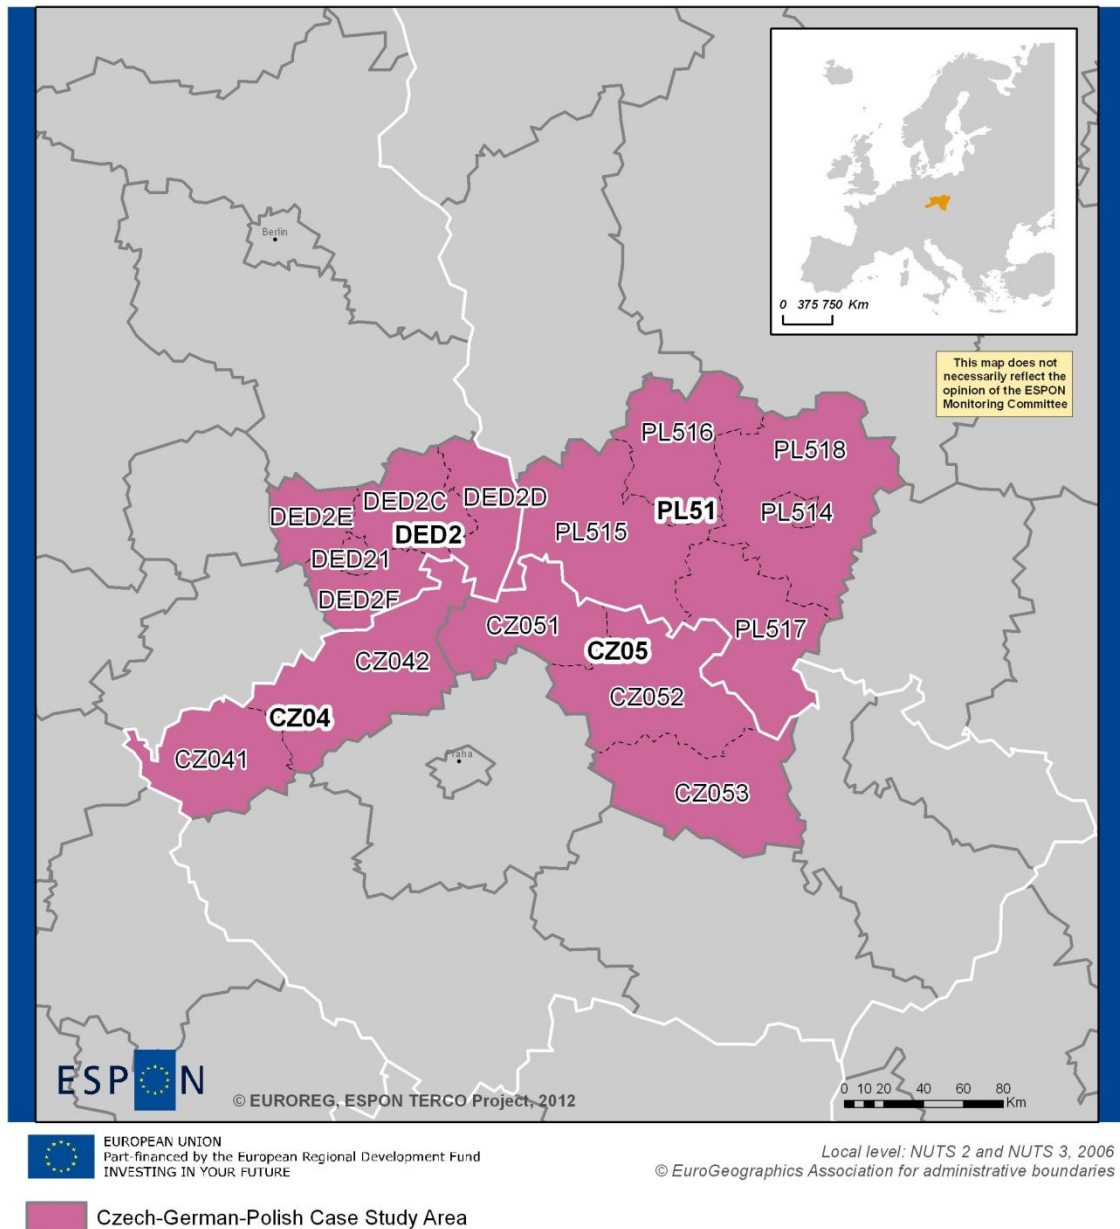 Berlin
0 375 750 Km
This map does not
necessarily reflect the
opinion of the ESPON
Monitoring Committee
PL516
PL518
DED2C
DED2D
DED2E
PL51
PL514
DED2
PL515
DED21
DED2F
CZ051
PL517
CZ05
CZ042
CZ052
CZ04
CZ041
Praha
CZ053
ESPON
© EUROREG, ESPON TERCO Project, 2012
0 10 20 40 60 80
Km
EUROPEAN UNION
Part-financed by the European Regional Development Fund
INVESTING IN YOUR FUTURE
Local level: NUTS 2 and NUTS 3, 2006
© EuroGeographics Association for administrative boundaries
Czech-German-Polish Case Study Area